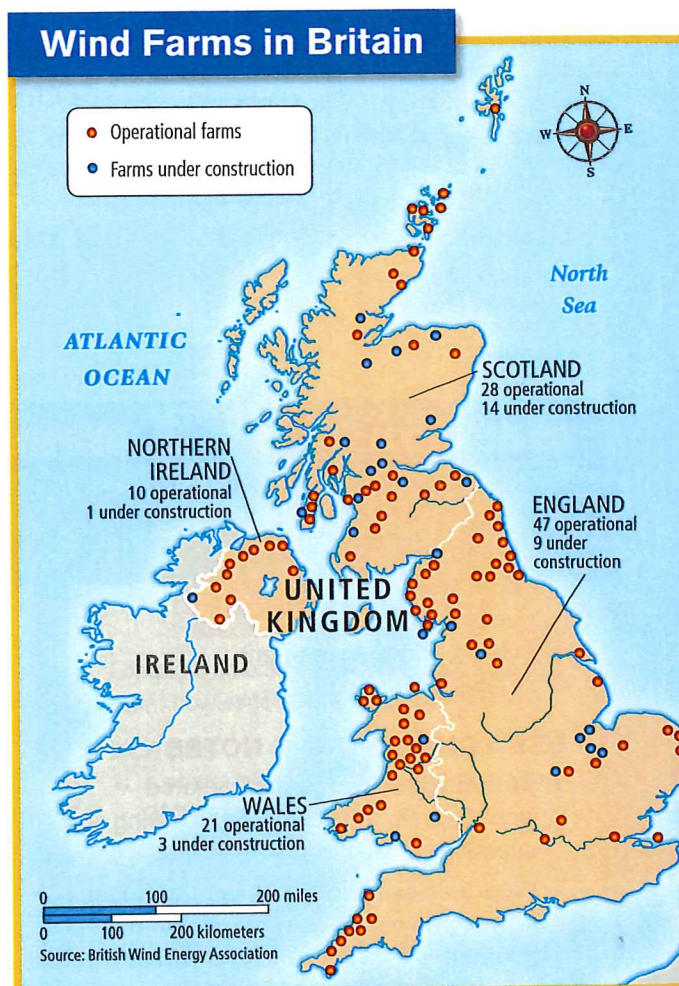 Wind Farms in Britain
Operational farms
Farms under construction
N
W
E
S
North
Sea
ATLANTIC
OCEAN
SCOTLAND
28 operational
14 under construction
NORTHERN
IRELAND
10 operational
1 under construction
ENGLAND
47 operational
9 under
construction
UNITED
KINGDOM
IRELAND
WALES
21 operational
3 under construction
0 100 200 miles
0 100 200 kilometers
Source: British Wind Energy Association